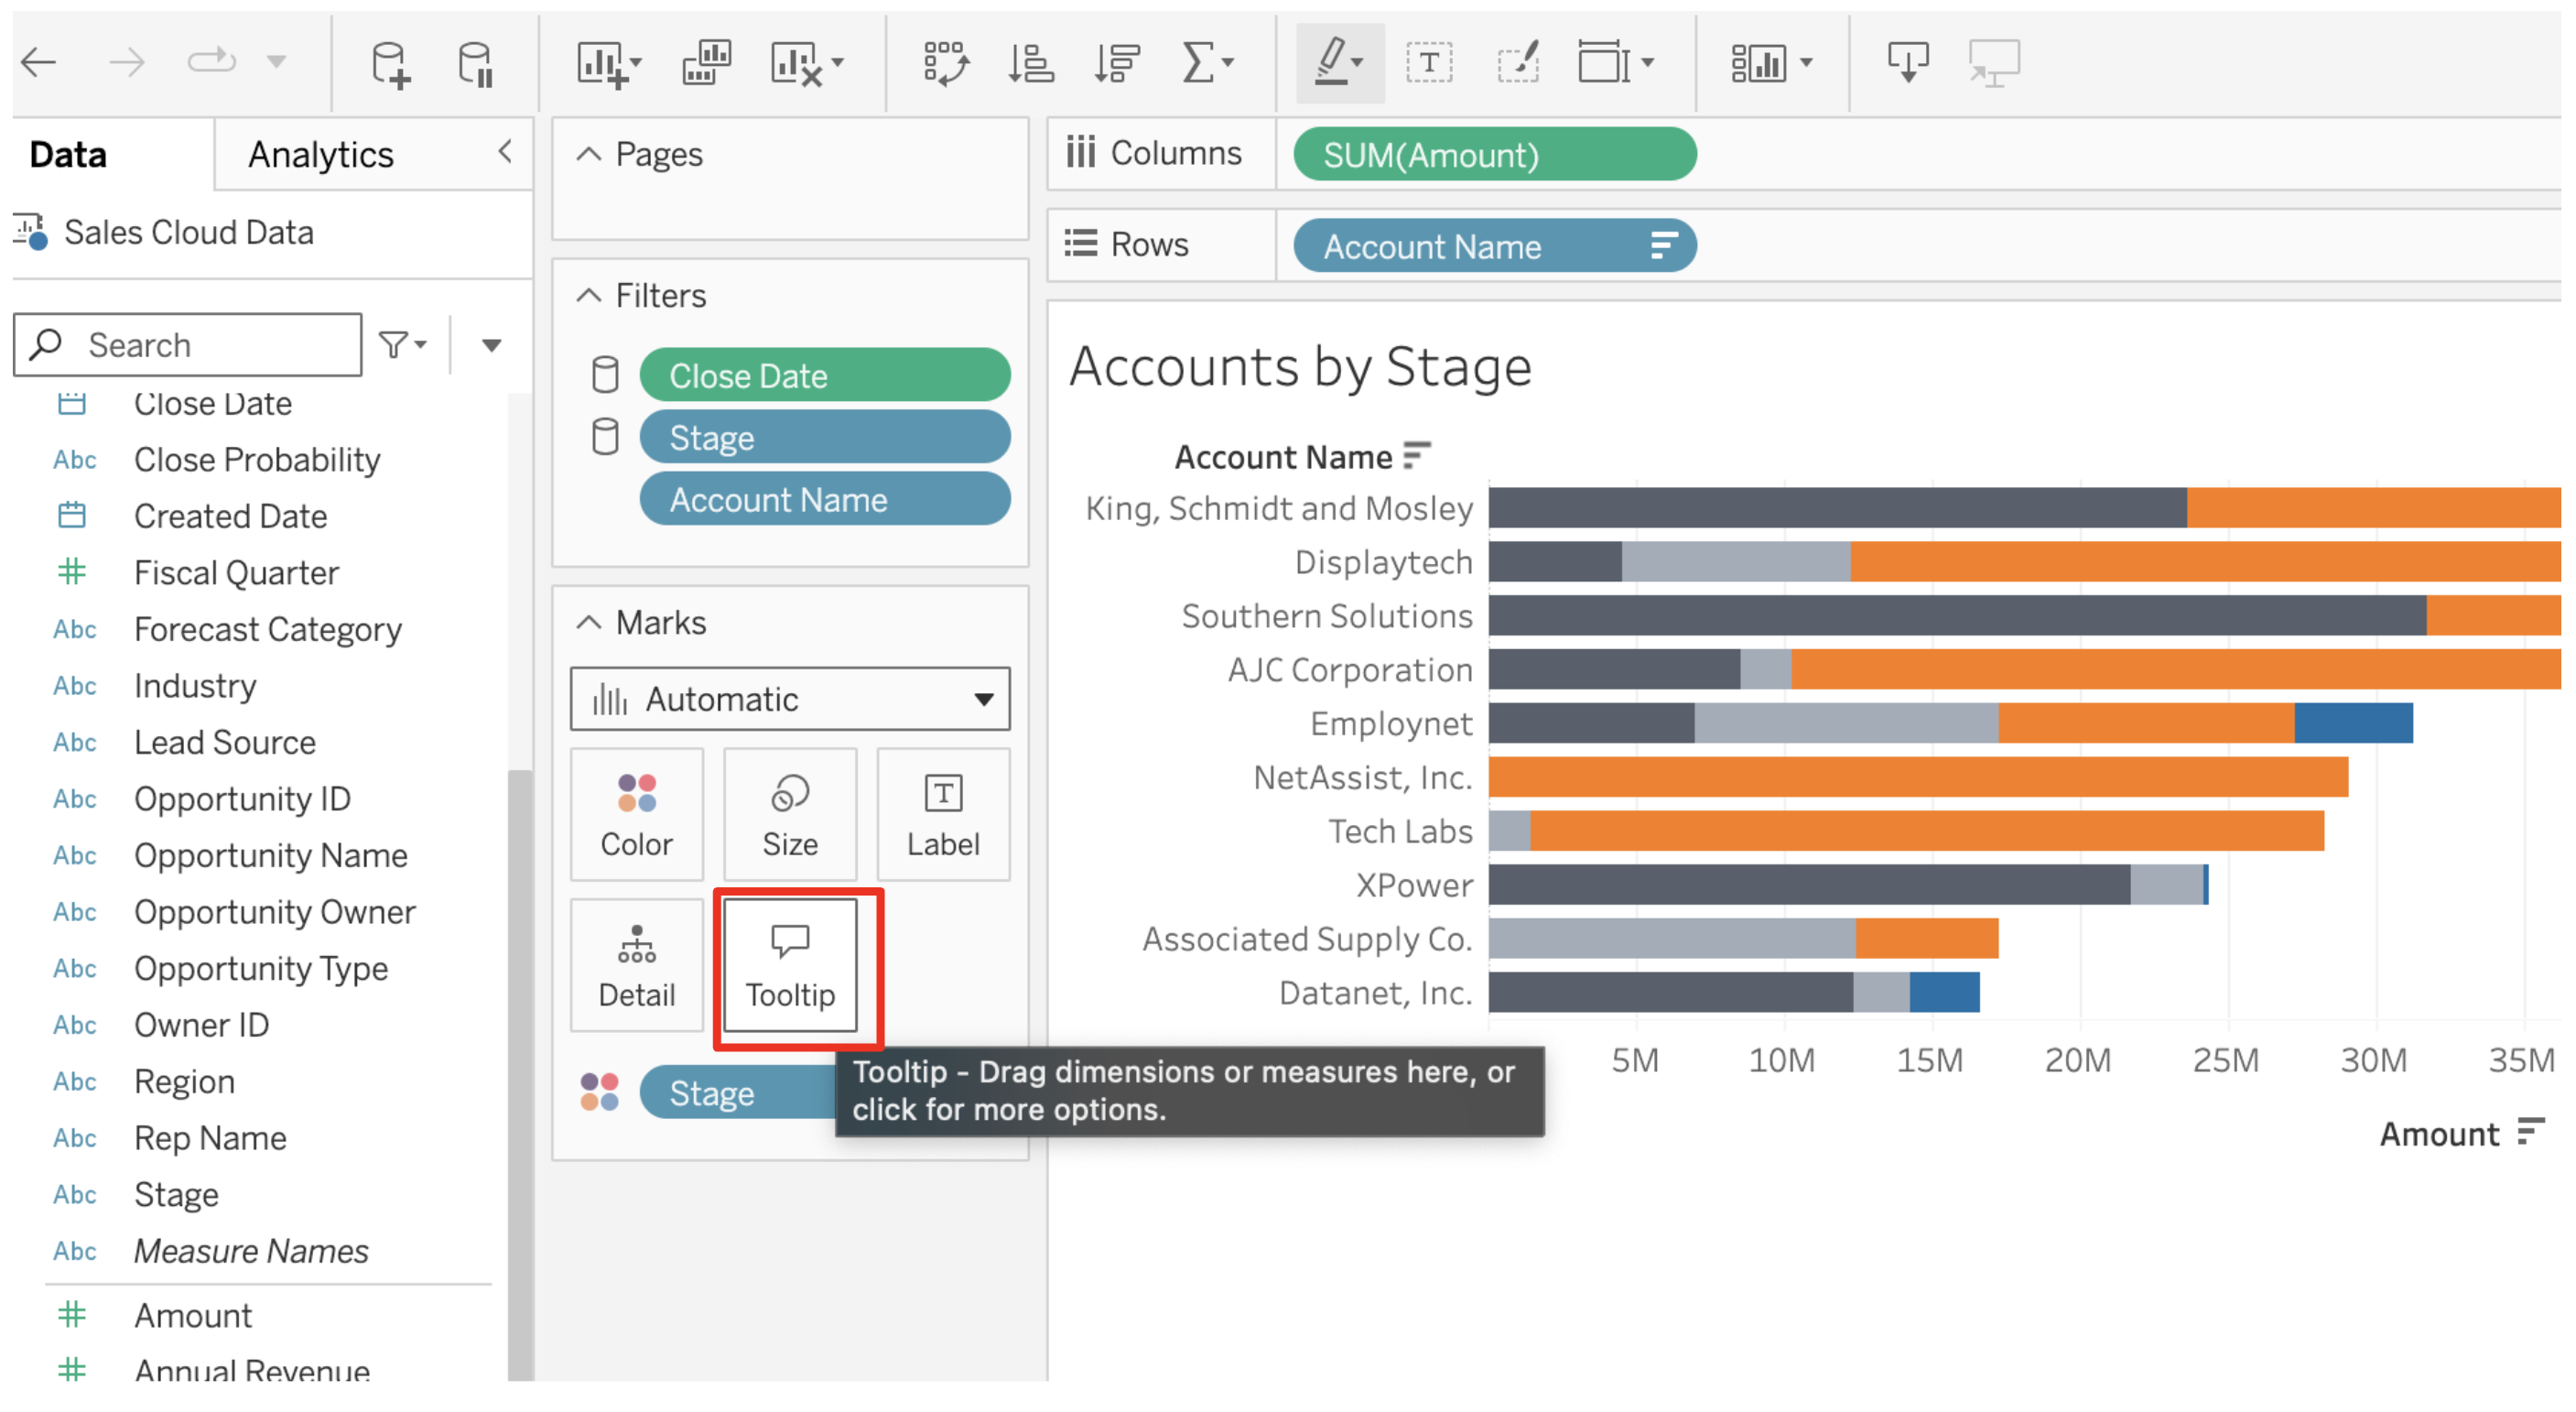 Data
Analytics
Sales Cloud Data
Search
Close Date
Abc Close Probability
Created Date
Fiscal Quarter
Abc Forecast Category
Abc Industry
Abc Lead Source
Abc Opportunity ID
Abc Opportunity Name
Abc Opportunity Owner
Abc Opportunity Type
Abc Owner ID
Abc Region
Abc Rep Name
Abc Stage
Abc Measure Names
Amount
Annual Revenue
Pages
Filters
Close Date
Stage
Account Name
Marks
Automatic
Color
Size
T
Label
Detail
Tooltip
Stage
Tooltip - Drag dimensions or measures here, or
click for more options.
T
Columns
SUM(Amount)
Rows
Account Name
Accounts by Stage
Account Name
King, Schmidt and Mosley
Displaytech
Southern Solutions
AJC Corporation
Employnet
NetAssist, Inc.
Tech Labs
XPower
Associated Supply Co.
Datanet, Inc.
5M 10M 15M 20M 25M 30M 35M
Amount